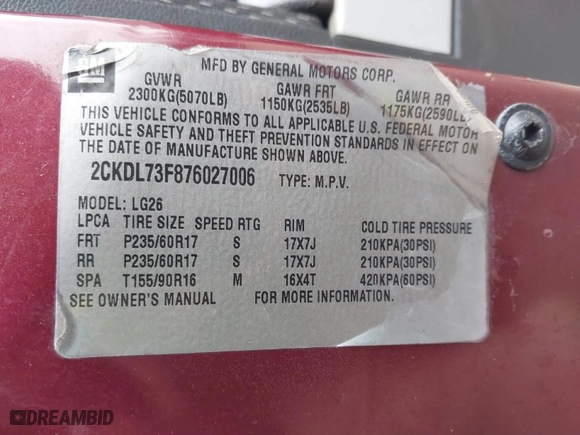 GM
MFD BY GENERAL MOTORS CORP.
GVWR GAWR FRT GAWR RR
2300KG(5070LB) 1150KG(2535LB) 1175KG(2590LB)
THIS VEHICLE CONFORMS TO ALL APPLICABLE U.S. FEDERAL MOTOR
VEHICLE SAFETY AND THEFT PREVENTION STANDARDS IN EFFECT ON
THE DATE OF MANUFACTURE SHOWN ABOVE.
2CKDL73F876027006 TYPE: M.P.V.
MODEL: LG26
LPCA TIRE SIZE SPEED RTG RIM COLD TIRE PRESSURE
FRT P235/60R17 S 17X7J 210KPA(30PSI)
RR P235/60R17 S 17X7J 210KPA(30PSI)
SPA T155/90R16 M 16X4T 420KPA(60PSI)
SEE OWNER'S MANUAL FOR MORE INFORMATION.
DREAMBID